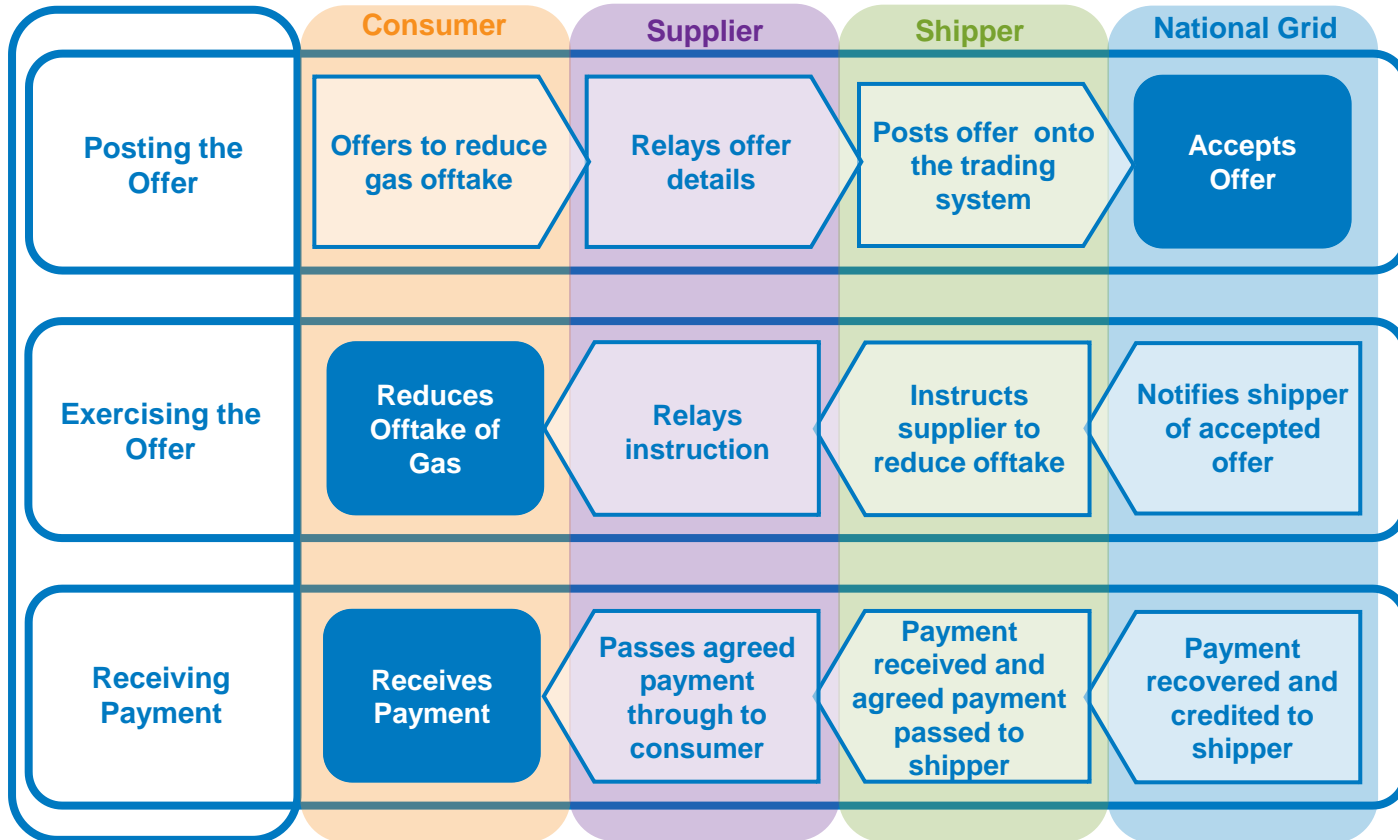 Consumer
Supplier
Shipper
National Grid
Posting the
Offer
Offers to reduce
gas offtake
Relays offer
details
Posts offer onto
the trading
system
Accepts
Offer
Exercising the
Offer
Reduces
Offtake of
Gas
Relays
instruction
Instructs
supplier to
reduce offtake
Notifies shipper
of accepted
offer
Receiving
Payment
Receives
Payment
Passes agreed
payment
through to
consumer
Payment
received and
agreed payment
passed to
shipper
Payment
recovered and
credited to
shipper